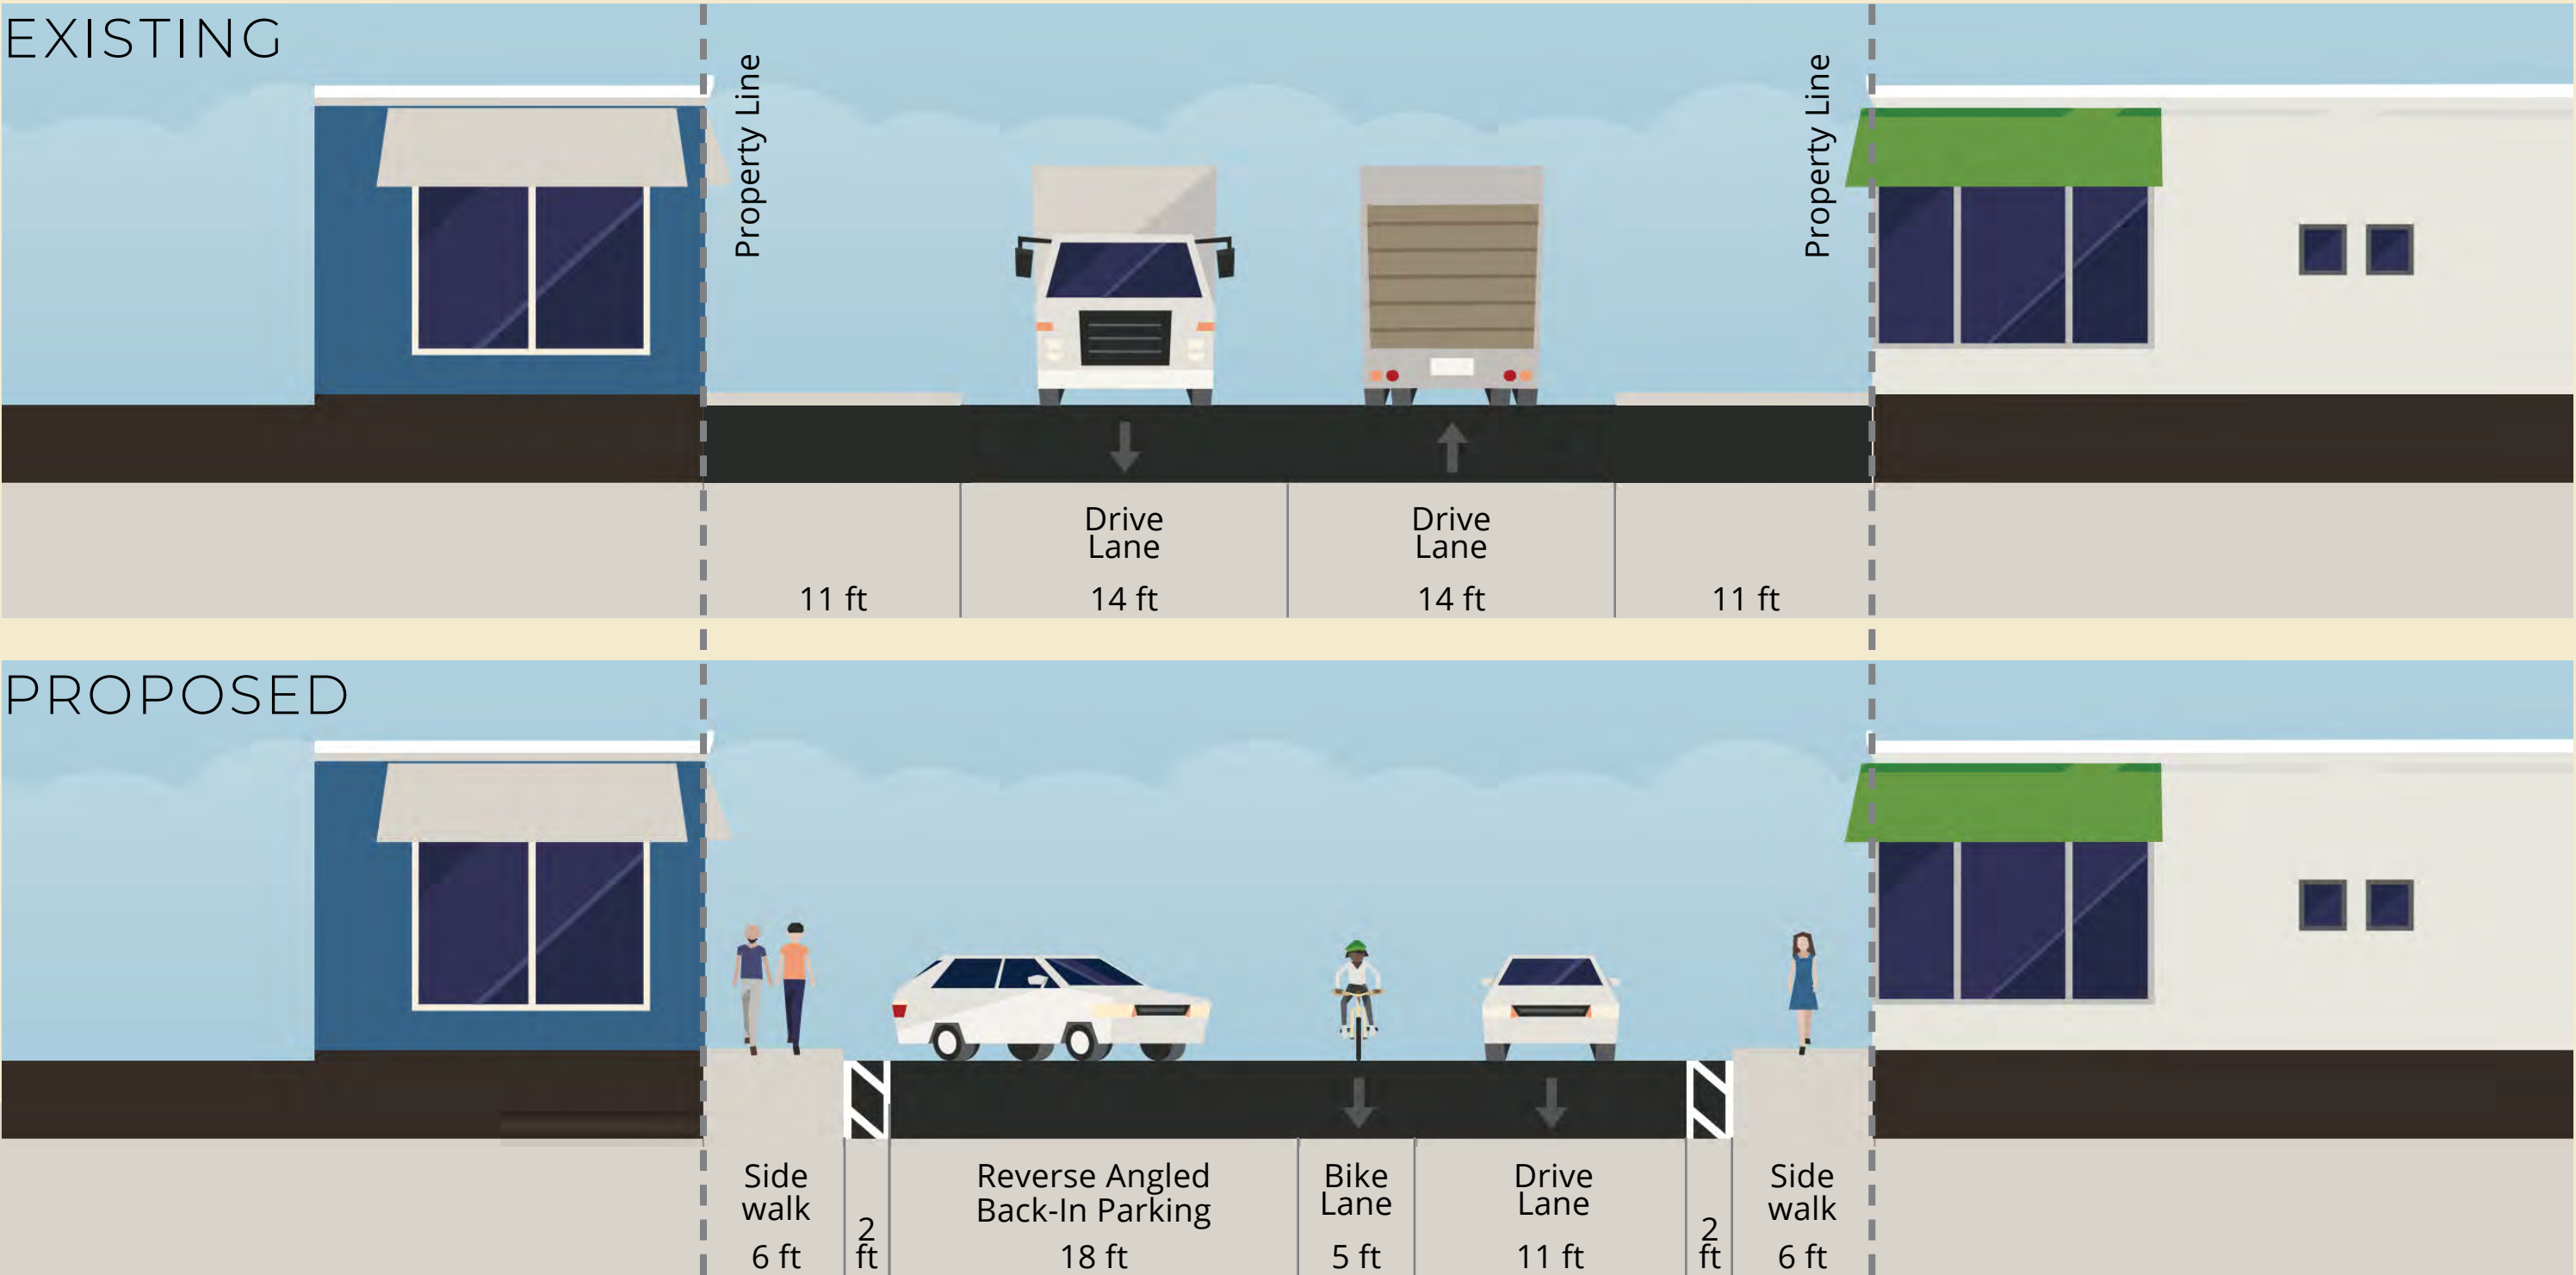 EXISTING
Property Line
Property Line
Drive
Lane
Drive
Lane
11 ft
14 ft
14 ft
11 ft
PROPOSED
Side
walk
6 ft
2
ft
Reverse Angled
Back-In Parking
18 ft
Bike
Lane
5 ft
Drive
Lane
11 ft
2
ft
Side
walk
6 ft